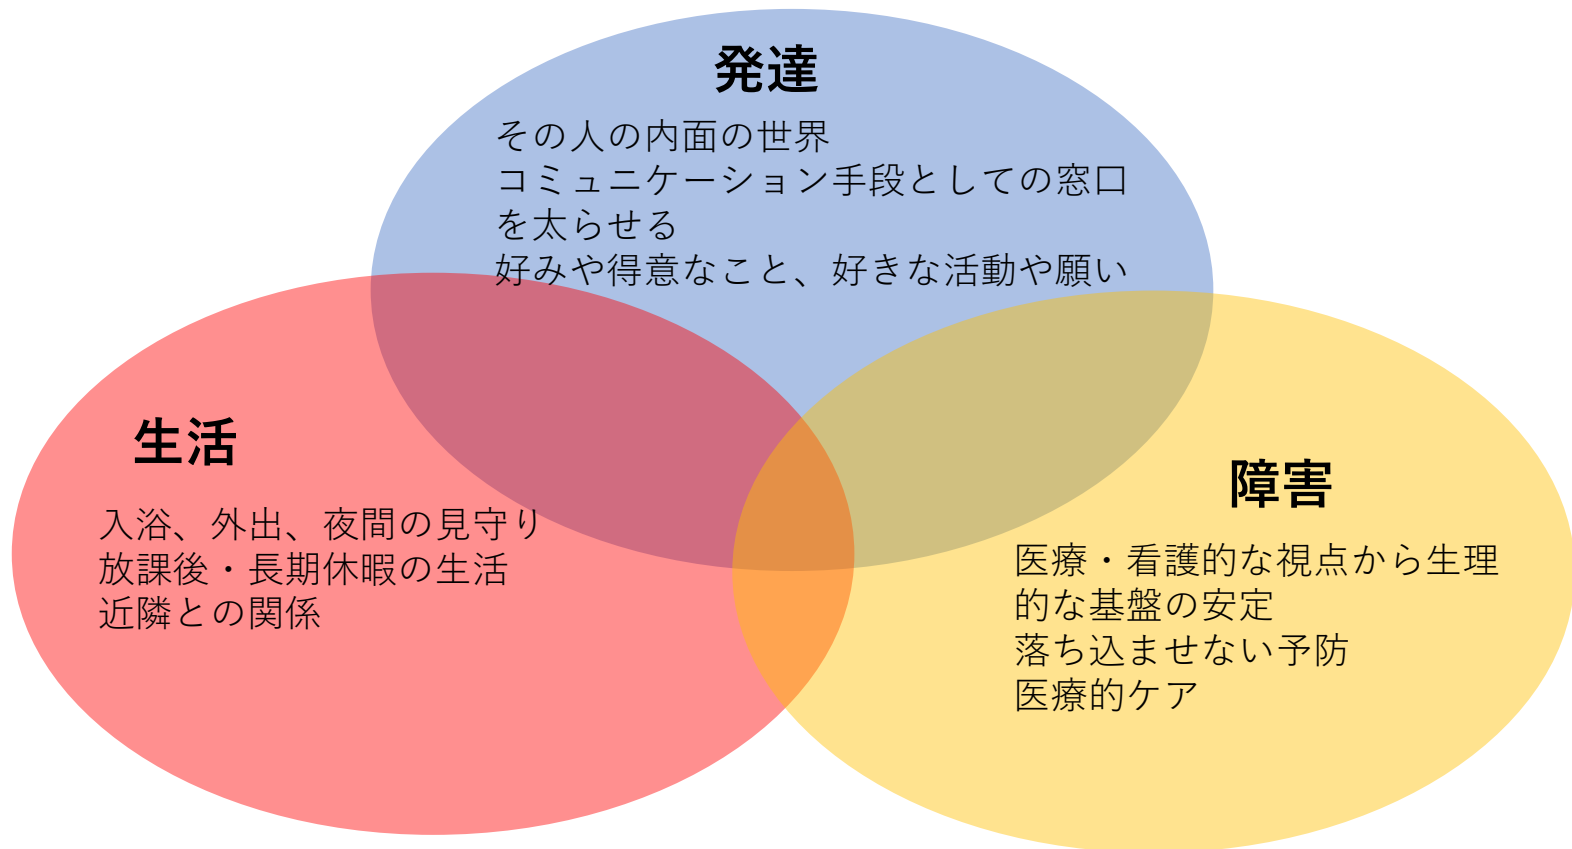 発達
その人の内面の世界
コミュニケーション手段としての窓口
を太らせる
好みや得意なこと、好きな活動や願い
生活
入浴、外出、夜間の見守り
放課後・長期休暇の生活
近隣との関係
障害
医療・看護的な視点から生理
的な基盤の安定
落ち込ませない予防
医療的ケア